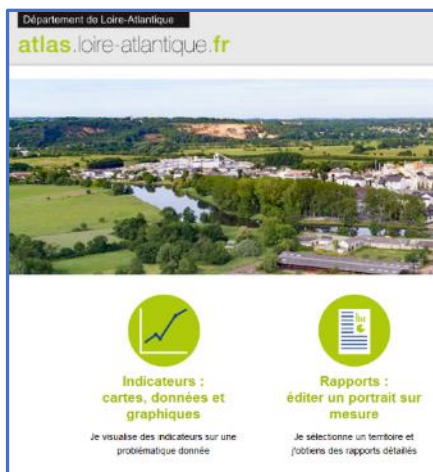 Département de Loire-Atlantique
atlas.loire-atlantique.fr
Indicateurs :
cartes, données et
graphiques
Je visualise des indicateurs sur une
problématique donnée
Rapports :
éditer un portrait sur
mesure
Je sélectionne un territoire et
j'obtiens des rapports détaillés